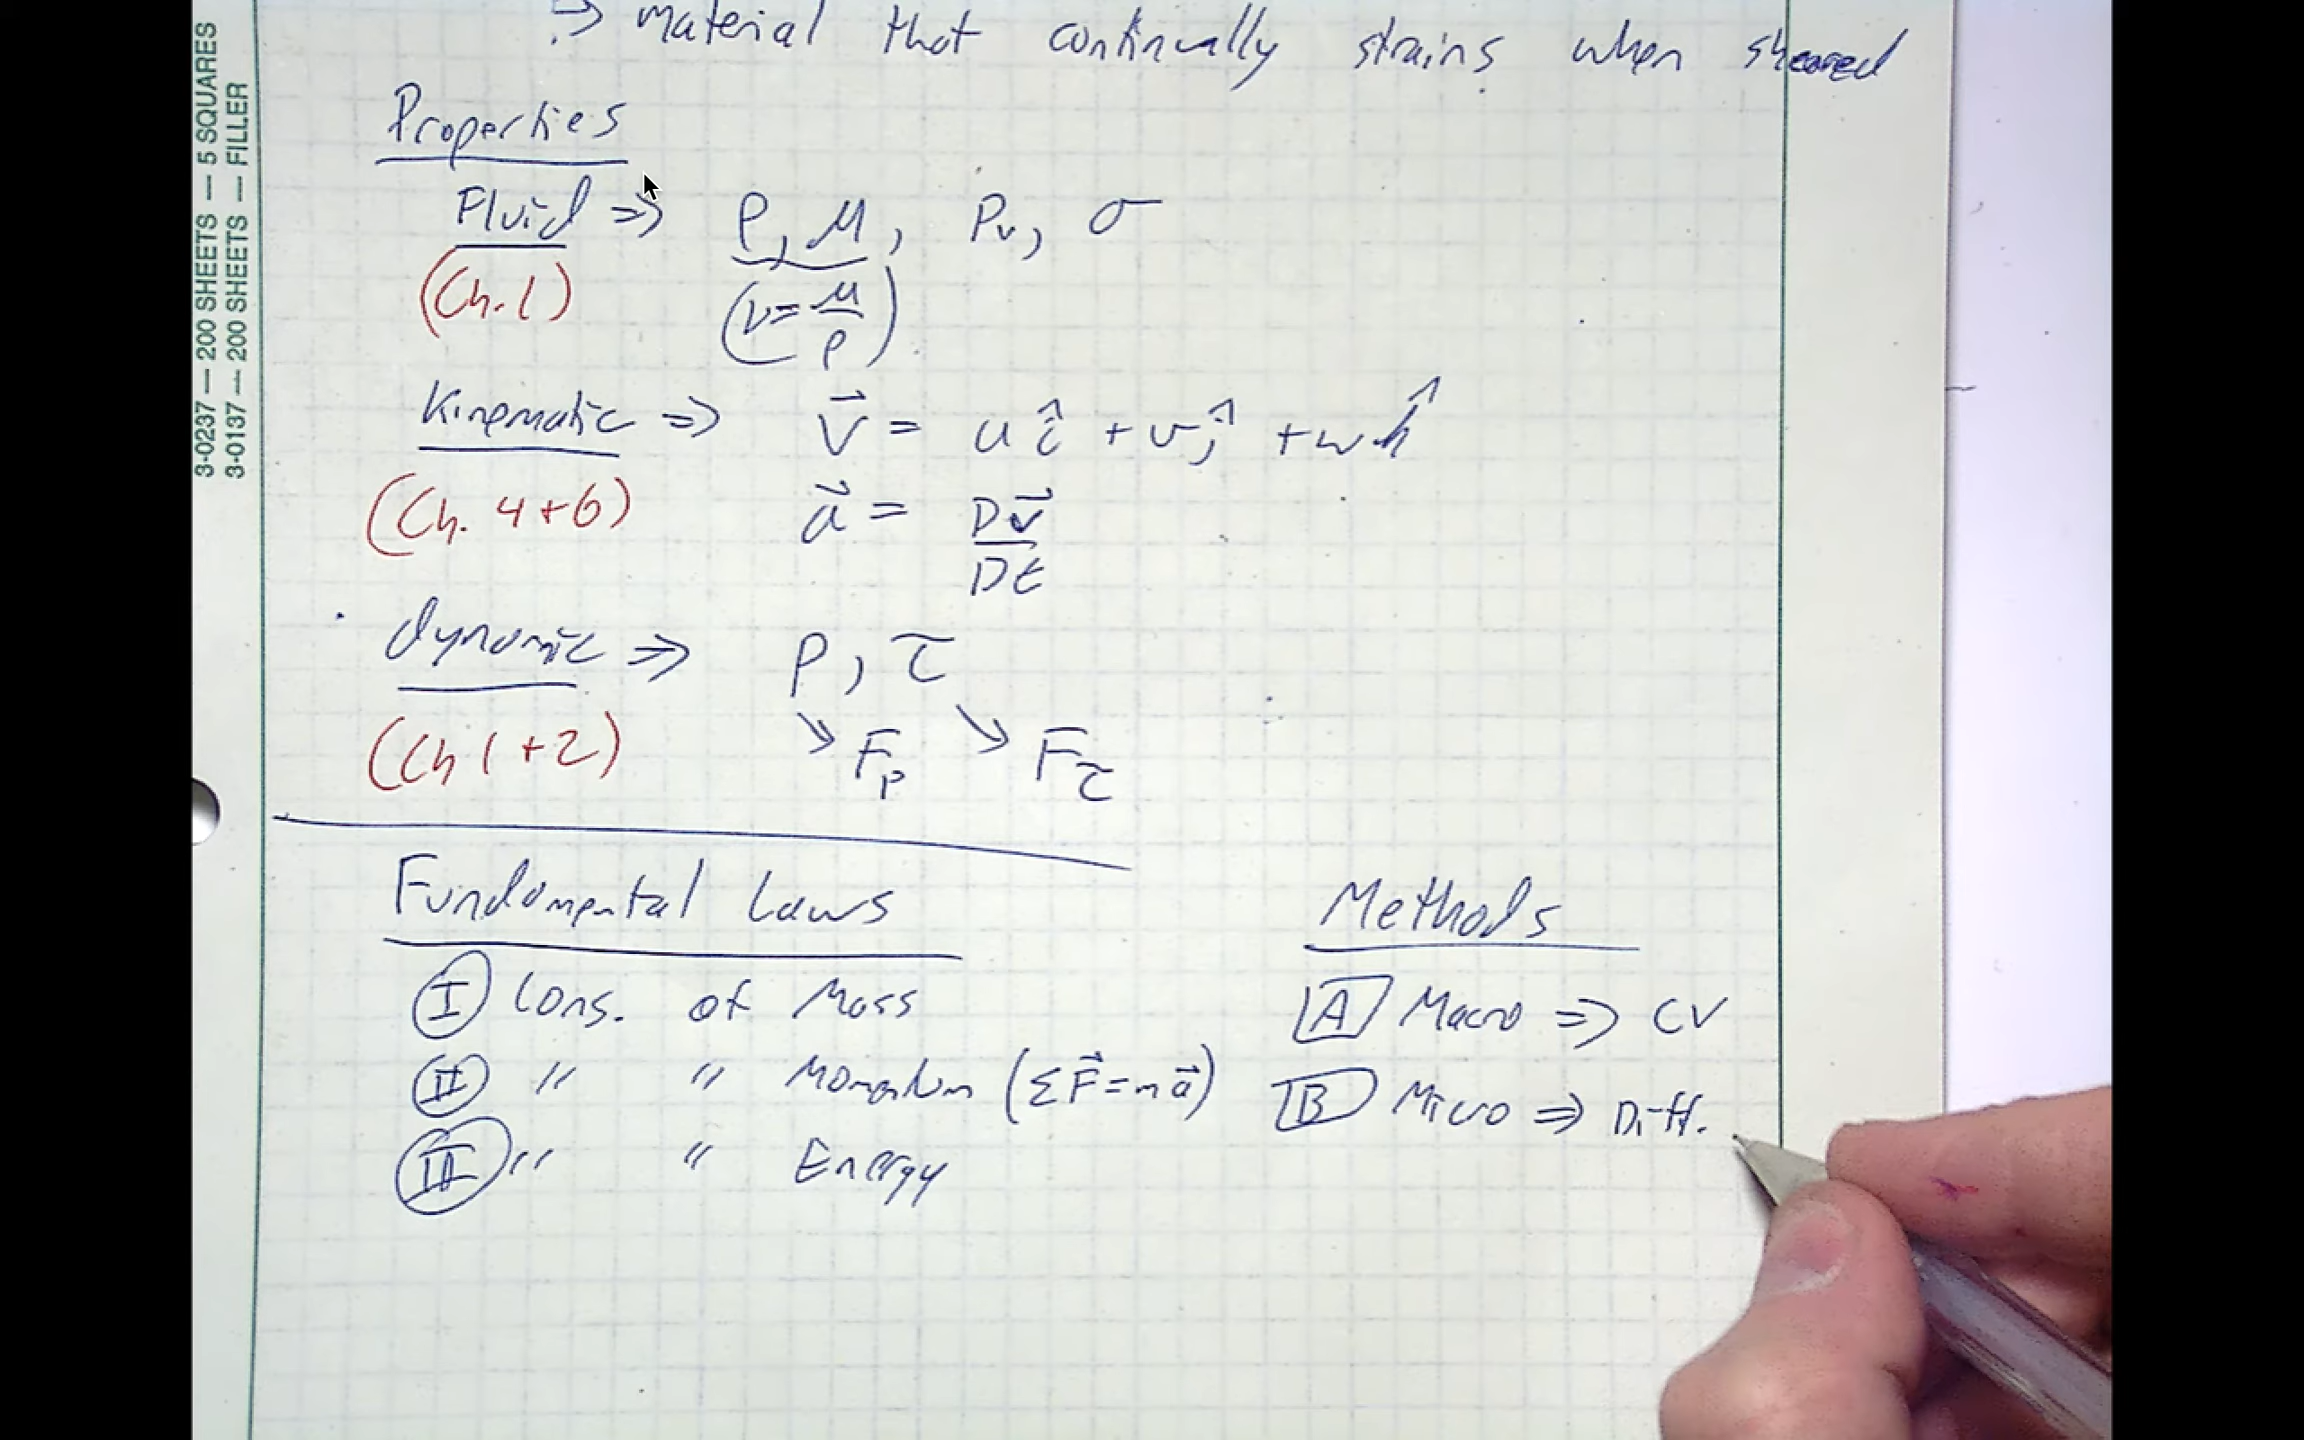 ⇒ material that continually strains when sheared
3-0237 — 200 SHEETS — 5 SQUARES
3-0137 — 200 SHEETS — FILLER
Properties
Fluid ⇒ ρ, μ, Pv, σ
(Ch. 1) (ν = μ/ρ)
Kinematic ⇒ V⃗ = u î + v ĵ + w k̂
(Ch. 4+6) a⃗ = DV⃗/Dt
dynamic ⇒ P, τ
(Ch 1+2) ↘ Fp ↘ Fτ
Fundamental Laws
I Cons. of Mass
II " " Momentum (ΣF⃗ = ma⃗)
III " " Energy
Methods
A Macro ⇒ CV
B Micro ⇒ Diff.